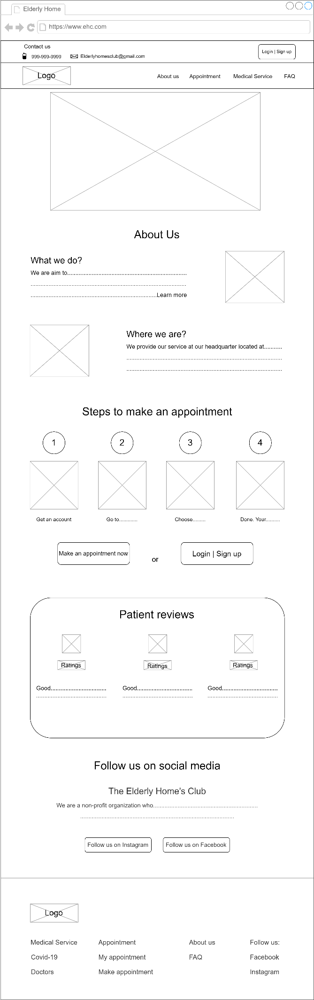 Elderly Home
https://www.ehc.com
Contact us
999-999-9999 Elderlyhomesclub@gmail.com
Login | Sign up
Logo
About us Appointment Medical Service FAQ
About Us
What we do?
We are aim to.........................................................................
................................................................................................
.............................................................................Learn more
Where we are?
We provide our service at our headquarter located at...........
................................................................................................
................................................................................................
Steps to make an appointment
1 2 3 4
Get an account Go to............. Choose......... Done. Your..........
Make an appointment now or Login | Sign up
Patient reviews
Ratings Ratings Ratings
Good.................................. Good.................................. Good..................................
........................................... ........................................... ...........................................
Follow us on social media
The Elderly Home's Club
We are a non-profit organization who................................................................
..............................................................................................
Follow us on Instagram Follow us on Facebook
Logo
Medical Service Appointment About us Follow us:
Covid-19 My appointment FAQ Facebook
Doctors Make appointment Instagram